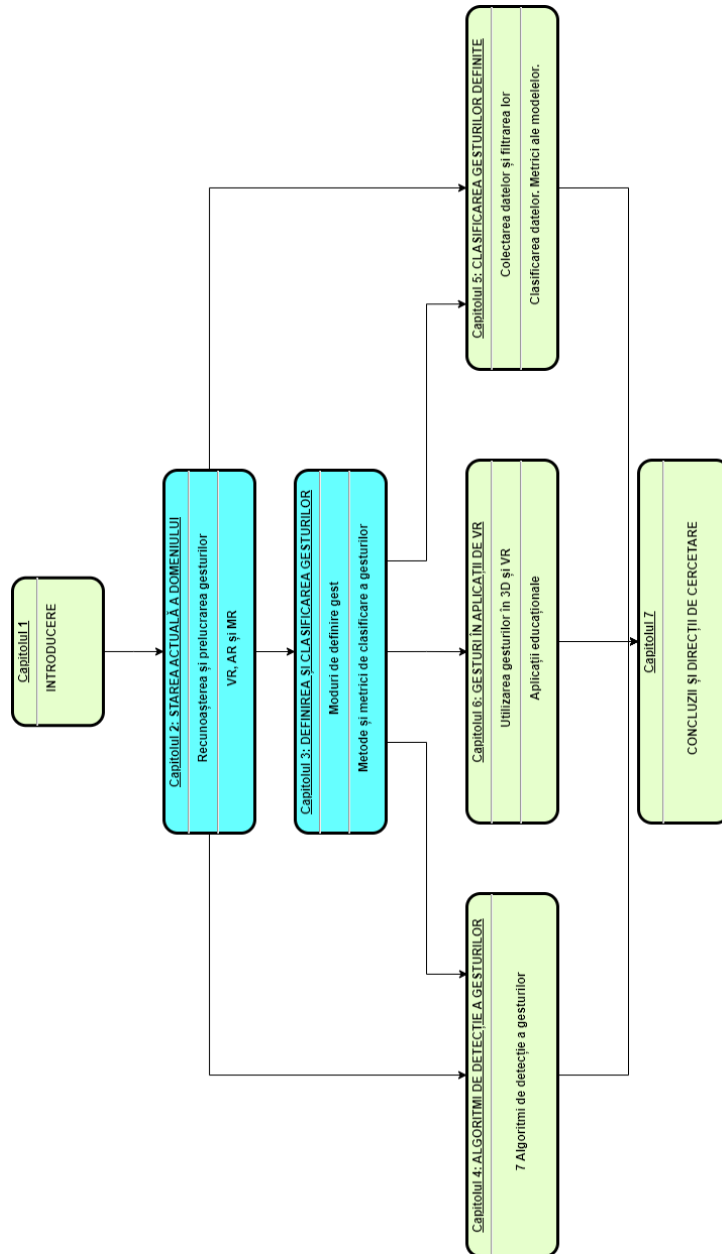 Capitolul 1
INTRODUCERE
Capitolul 2: STAREA ACTUALĂ A DOMENIULUI
Recunoașterea și prelucrarea gesturilor
VR, AR și MR
Capitolul 3: DEFINIREA ȘI CLASIFICAREA GESTURILOR
Moduri de definire gest
Metode și metrici de clasificare a gesturilor
Capitolul 4: ALGORITMI DE DETECȚIE A GESTURILOR
7 Algoritmi de detecție a gesturilor
Capitolul 6: GESTURI ÎN APLICAȚII DE VR
Utilizarea gesturilor în 3D și VR
Aplicații educaționale
Capitolul 5: CLASIFICAREA GESTURILOR DEFINITE
Colectarea datelor și filtrarea lor
Clasificarea datelor. Metrici ale modelelor.
Capitolul 7
CONCLUZII ȘI DIRECȚII DE CERCETARE